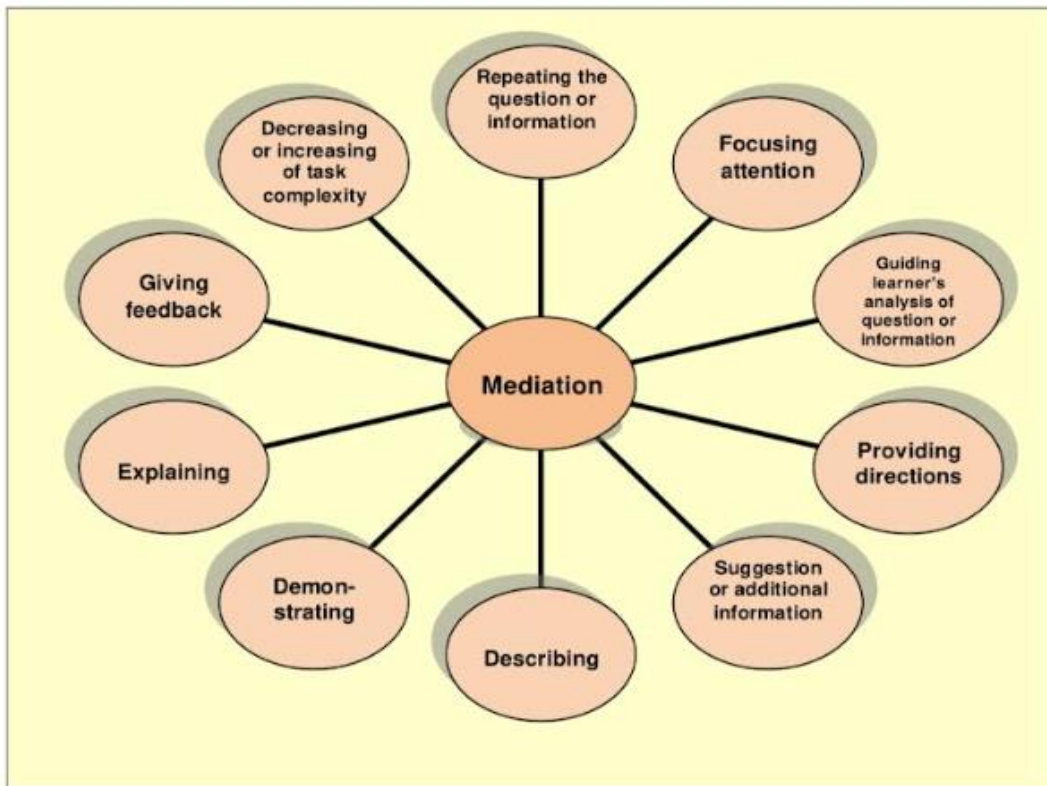 Repeating the
question or
information
Focusing
attention
Guiding
learner's
analysis of
question or
information
Providing
directions
Suggestion
or additional
information
Describing
Demon-
strating
Explaining
Giving
feedback
Decreasing
or increasing
of task
complexity
Mediation